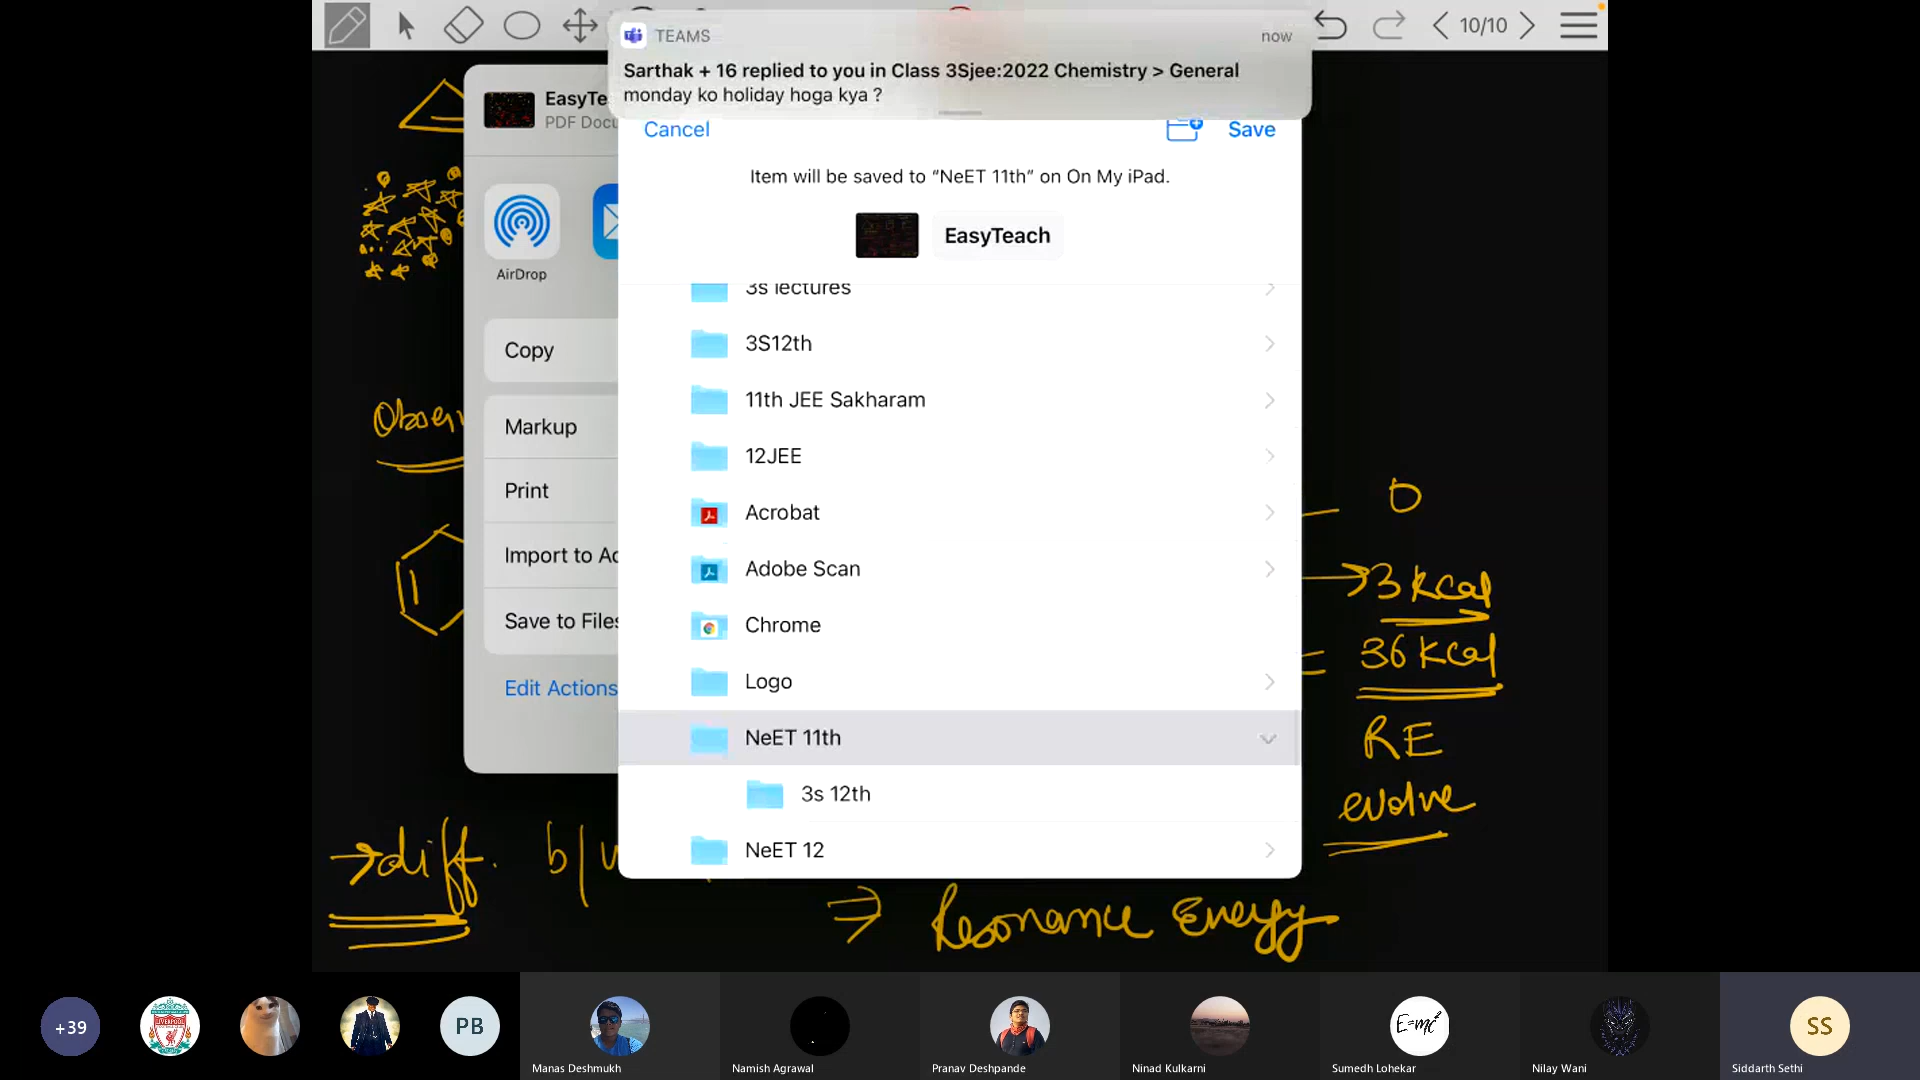 10/10
TEAMS
now
Sarthak + 16 replied to you in Class 3Sjee:2022 Chemistry > General
monday ko holiday hoga kya ?
EasyTe
PDF Docu
AirDrop
Copy
Markup
Print
Import to Ac
Save to Files
Edit Actions
Cancel
Save
Item will be saved to “NeET 11th” on On My iPad.
EasyTeach
3s lectures
3S12th
11th JEE Sakharam
12JEE
Acrobat
Adobe Scan
Chrome
Logo
NeET 11th
3s 12th
NeET 12
Obser
O
→ 3 kcal
= 36 kcal
RE
evolve
→ diff. b/w
⇒ Resonance Energy
+39
LIVERPOOL
PB
E=mc²
SS
Manas Deshmukh
Namish Agrawal
Pranav Deshpande
Ninad Kulkarni
Sumedh Lohekar
Nilay Wani
Siddarth Sethi